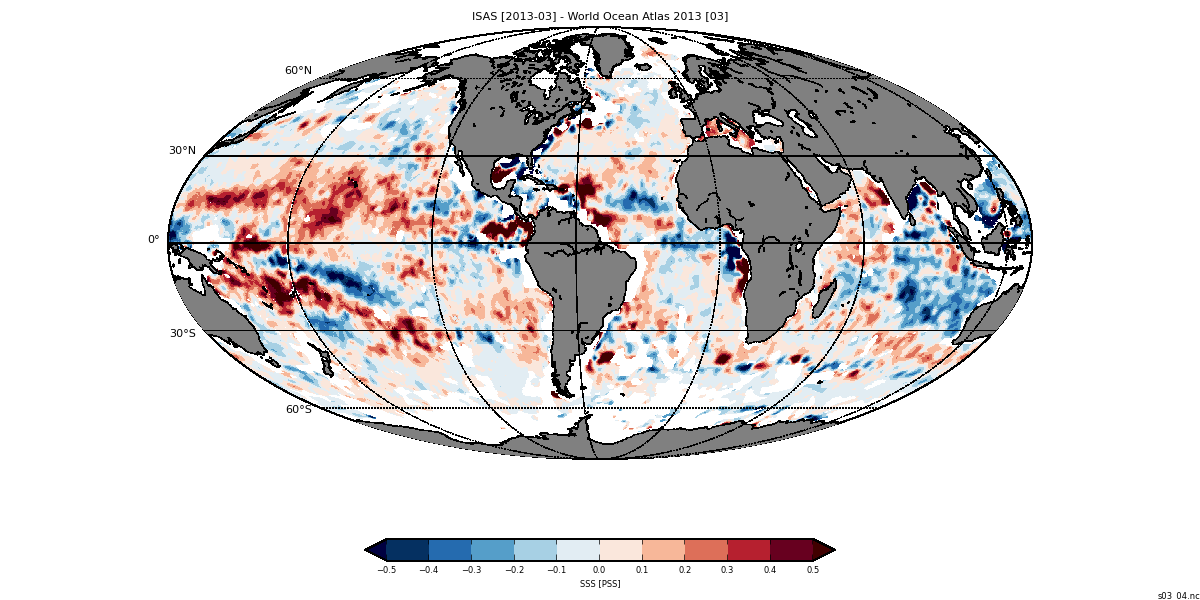 ISAS [2013-03] - World Ocean Atlas 2013 [03]
60°N
30°N
0°
30°S
60°S
−0.5 −0.4 −0.3 −0.2 −0.1 0.0 0.1 0.2 0.3 0.4 0.5
SSS [PSS]
s03_04.nc